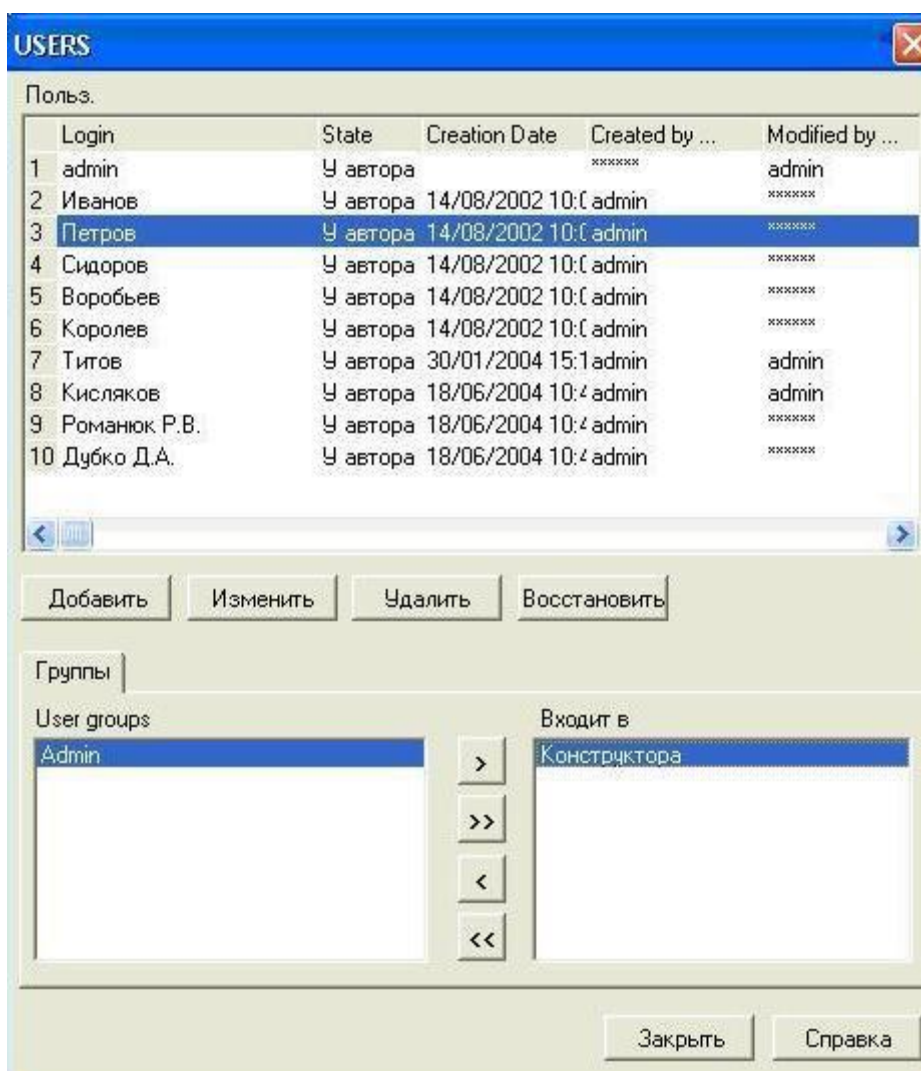 USERS
Польз.
Login State Creation Date Created by ... Modified by ...
1 admin У автора ****** admin
2 Иванов У автора 14/08/2002 10:0 admin ******
3 Петров У автора 14/08/2002 10:0 admin ******
4 Сидоров У автора 14/08/2002 10:0 admin ******
5 Воробьев У автора 14/08/2002 10:0 admin ******
6 Королев У автора 14/08/2002 10:0 admin ******
7 Титов У автора 30/01/2004 15:1 admin admin
8 Кисляков У автора 18/06/2004 10:4 admin admin
9 Романюк Р.В. У автора 18/06/2004 10:4 admin ******
10 Дубко Д.А. У автора 18/06/2004 10:4 admin ******
Добавить Изменить Удалить Восстановить
Группы
User groups Входит в
Admin > Конструктора
>>
<
<<
Закрыть Справка